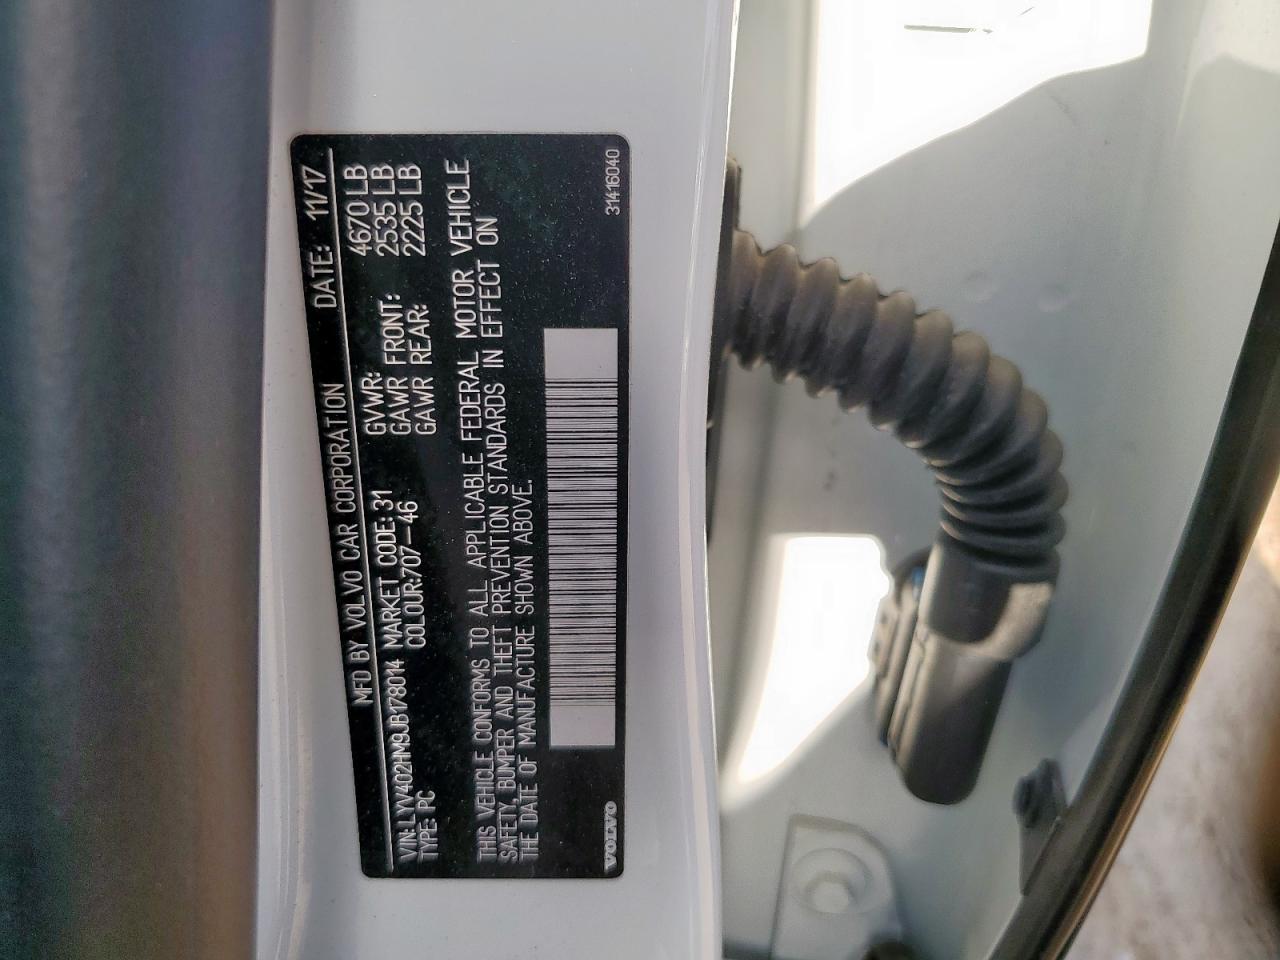 MFD BY VOLVO CAR CORPORATION DATE: 11/17
VIN:LYV402HM9JB178014 MARKET CODE: 31 GVWR: 4670 LB
TYPE: PC COLOUR:707-46 GAWR FRONT: 2535 LB
GAWR REAR: 2225 LB
THIS VEHICLE CONFORMS TO ALL APPLICABLE FEDERAL MOTOR VEHICLE
SAFETY, BUMPER AND THEFT PREVENTION STANDARDS IN EFFECT ON
THE DATE OF MANUFACTURE SHOWN ABOVE.
VOLVO 31416040